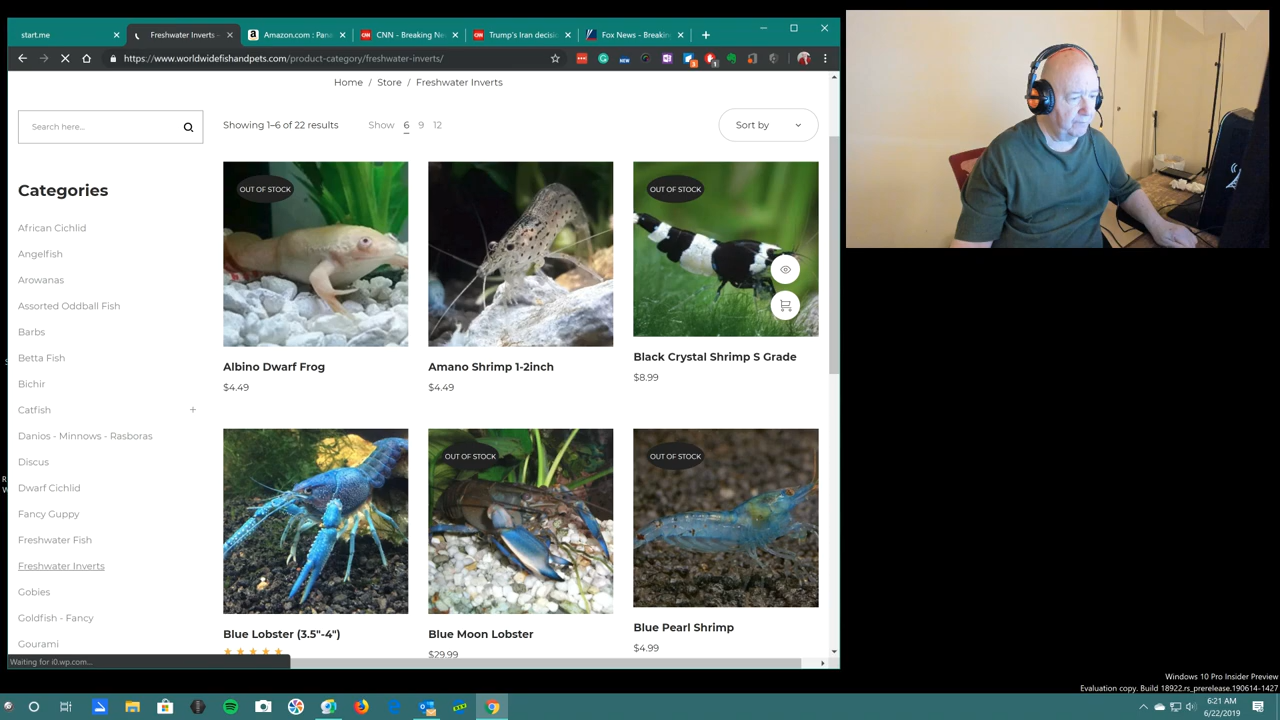 start.me
Freshwater Inverts -
Amazon.com : Pana
CNN - Breaking Ne
Trump's Iran decisio
Fox News - Breakin
https://www.worldwidefishandpets.com/product-category/freshwater-inverts/
Home / Store / Freshwater Inverts
Search here...
Showing 1–6 of 22 results
Show 6 9 12
Sort by
Categories
African Cichlid
Angelfish
Arowanas
Assorted Oddball Fish
Barbs
Betta Fish
Bichir
Catfish +
Danios - Minnows - Rasboras
Discus
Dwarf Cichlid
Fancy Guppy
Freshwater Fish
Freshwater Inverts
Gobies
Goldfish - Fancy
Gourami
OUT OF STOCK
Albino Dwarf Frog
$4.49
Amano Shrimp 1-2inch
$4.49
OUT OF STOCK
Black Crystal Shrimp S Grade
$8.99
Blue Lobster (3.5"-4")
OUT OF STOCK
Blue Moon Lobster
$29.99
OUT OF STOCK
Blue Pearl Shrimp
$4.99
Waiting for i0.wp.com...
Windows 10 Pro Insider Preview
Evaluation copy. Build 18922.rs_prerelease.190614-1427
6:21 AM
6/22/2019